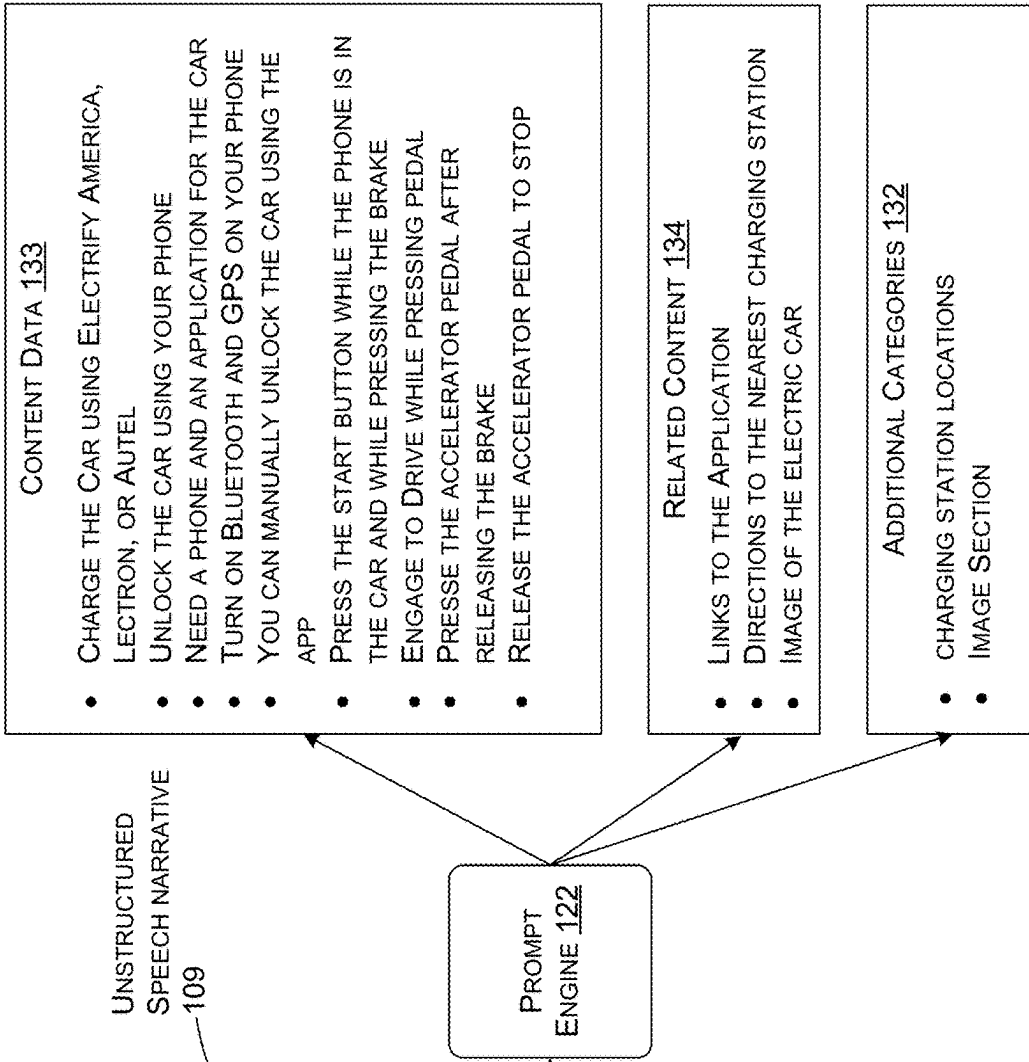 UNSTRUCTURED
SPEECH NARRATIVE
109
PROMPT
ENGINE 122
CONTENT DATA 133
• CHARGE THE CAR USING ELECTRIFY AMERICA,
LECTRON, OR AUTEL
• UNLOCK THE CAR USING YOUR PHONE
• NEED A PHONE AND AN APPLICATION FOR THE CAR
• TURN ON BLUETOOTH AND GPS ON YOUR PHONE
• YOU CAN MANUALLY UNLOCK THE CAR USING THE
APP
• PRESS THE START BUTTON WHILE THE PHONE IS IN
THE CAR AND WHILE PRESSING THE BRAKE
• ENGAGE TO DRIVE WHILE PRESSING PEDAL
• PRESSE THE ACCELERATOR PEDAL AFTER
RELEASING THE BRAKE
• RELEASE THE ACCELERATOR PEDAL TO STOP
RELATED CONTENT 134
• LINKS TO THE APPLICATION
• DIRECTIONS TO THE NEAREST CHARGING STATION
• IMAGE OF THE ELECTRIC CAR
ADDITIONAL CATEGORIES 132
• CHARGING STATION LOCATIONS
• IMAGE SECTION